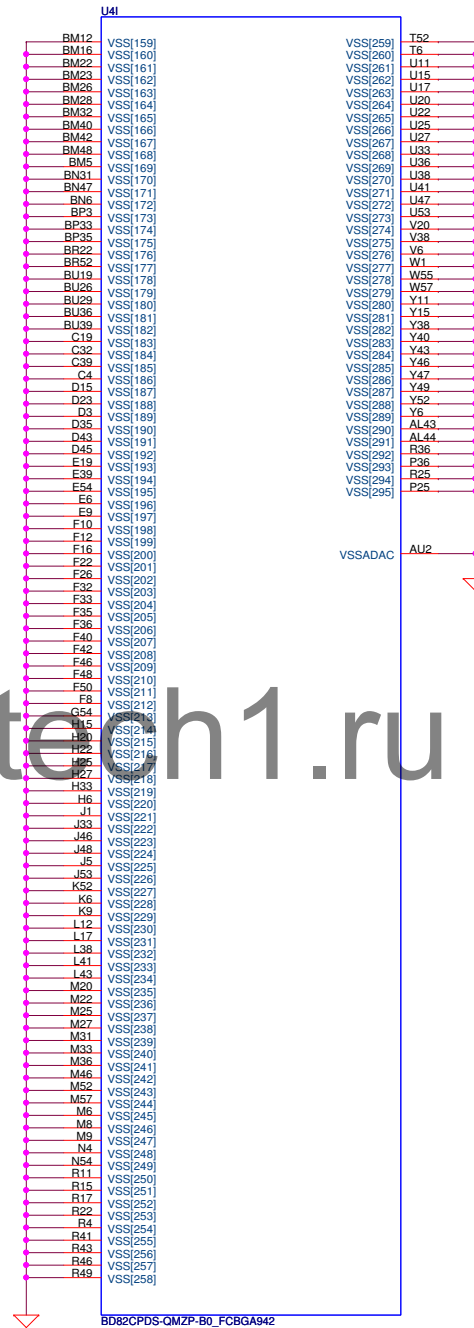 U4I
BM12 VSS[159] VSS[259] T52
BM16 VSS[160] VSS[260] T6
BM22 VSS[161] VSS[261] U11
BM23 VSS[162] VSS[262] U15
BM26 VSS[163] VSS[263] U17
BM28 VSS[164] VSS[264] U20
BM32 VSS[165] VSS[265] U22
BM40 VSS[166] VSS[266] U25
BM42 VSS[167] VSS[267] U27
BM48 VSS[168] VSS[268] U33
BM5 VSS[169] VSS[269] U36
BN31 VSS[170] VSS[270] U38
BN47 VSS[171] VSS[271] U41
BN6 VSS[172] VSS[272] U47
BP3 VSS[173] VSS[273] U53
BP33 VSS[174] VSS[274] V20
BP35 VSS[175] VSS[275] V38
BR22 VSS[176] VSS[276] V6
BR52 VSS[177] VSS[277] W1
BU19 VSS[178] VSS[278] W55
BU26 VSS[179] VSS[279] W57
BU29 VSS[180] VSS[280] Y11
BU36 VSS[181] VSS[281] Y15
BU39 VSS[182] VSS[282] Y38
C19 VSS[183] VSS[283] Y40
C32 VSS[184] VSS[284] Y43
C39 VSS[185] VSS[285] Y46
C4 VSS[186] VSS[286] Y47
D15 VSS[187] VSS[287] Y49
D23 VSS[188] VSS[288] Y52
D3 VSS[189] VSS[289] Y6
D35 VSS[190] VSS[290] AL43
D43 VSS[191] VSS[291] AL44
D45 VSS[192] VSS[292] R36
E19 VSS[193] VSS[293] P36
E39 VSS[194] VSS[294] R25
E54 VSS[195] VSS[295] P25
E6 VSS[196]
E9 VSS[197]
F10 VSS[198]
F12 VSS[199]
F16 VSS[200] VSSADAC AU2
F22 VSS[201]
F26 VSS[202]
F32 VSS[203]
F33 VSS[204]
F35 VSS[205]
F36 VSS[206]
F40 VSS[207]
F42 VSS[208]
F46 VSS[209]
F48 VSS[210]
F50 VSS[211]
F8 VSS[212]
G54 VSS[213]
H15 VSS[214]
H20 VSS[215]
H22 VSS[216]
H25 VSS[217]
H27 VSS[218]
tech1.ru
H33 VSS[219]
H6 VSS[220]
J1 VSS[221]
J33 VSS[222]
J46 VSS[223]
J48 VSS[224]
J5 VSS[225]
J53 VSS[226]
K52 VSS[227]
K6 VSS[228]
K9 VSS[229]
L12 VSS[230]
L17 VSS[231]
L38 VSS[232]
L41 VSS[233]
L43 VSS[234]
M20 VSS[235]
M22 VSS[236]
M25 VSS[237]
M27 VSS[238]
M31 VSS[239]
M33 VSS[240]
M36 VSS[241]
M46 VSS[242]
M52 VSS[243]
M57 VSS[244]
M6 VSS[245]
M8 VSS[246]
M9 VSS[247]
N4 VSS[248]
N54 VSS[249]
R11 VSS[250]
R15 VSS[251]
R17 VSS[252]
R22 VSS[253]
R4 VSS[254]
R41 VSS[255]
R43 VSS[256]
R46 VSS[257]
R49 VSS[258]
BD82CPDS-QMZP-B0_FCBGA942